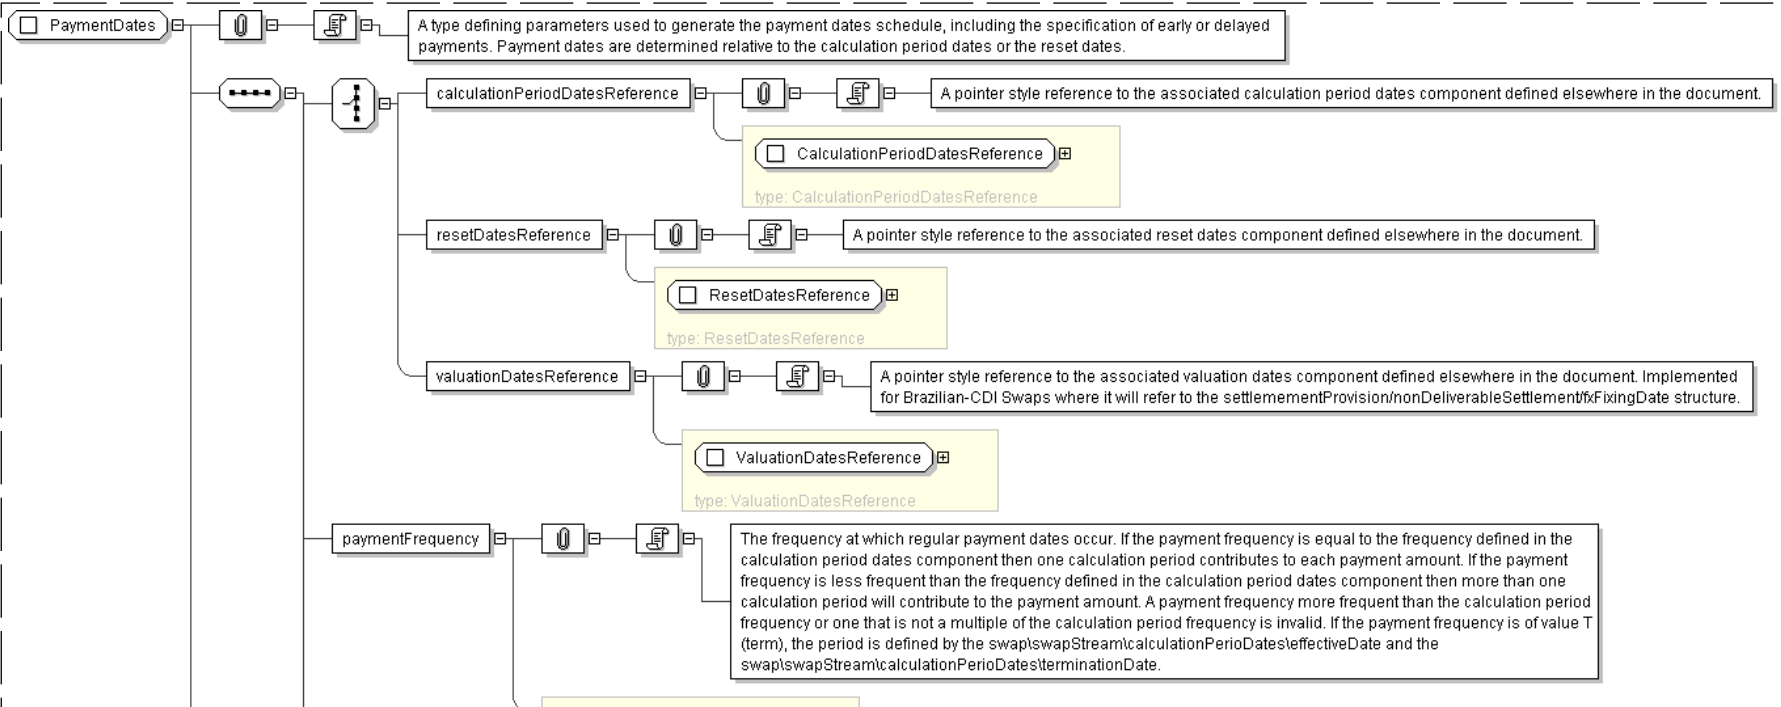 PaymentDates
A type defining parameters used to generate the payment dates schedule, including the specification of early or delayed
payments. Payment dates are determined relative to the calculation period dates or the reset dates.
calculationPeriodDatesReference
A pointer style reference to the associated calculation period dates component defined elsewhere in the document.
CalculationPeriodDatesReference
type: CalculationPeriodDatesReference
resetDatesReference
A pointer style reference to the associated reset dates component defined elsewhere in the document.
ResetDatesReference
type: ResetDatesReference
valuationDatesReference
A pointer style reference to the associated valuation dates component defined elsewhere in the document. Implemented
for Brazilian-CDI Swaps where it will refer to the settlemementProvision/nonDeliverableSettlement/fxFixingDate structure.
ValuationDatesReference
type: ValuationDatesReference
paymentFrequency
The frequency at which regular payment dates occur. If the payment frequency is equal to the frequency defined in the
calculation period dates component then one calculation period contributes to each payment amount. If the payment
frequency is less frequent than the frequency defined in the calculation period dates component then more than one
calculation period will contribute to the payment amount. A payment frequency more frequent than the calculation period
frequency or one that is not a multiple of the calculation period frequency is invalid. If the payment frequency is of value T
(term), the period is defined by the swap\swapStream\calculationPerioDates\effectiveDate and the
swap\swapStream\calculationPerioDates\terminationDate.